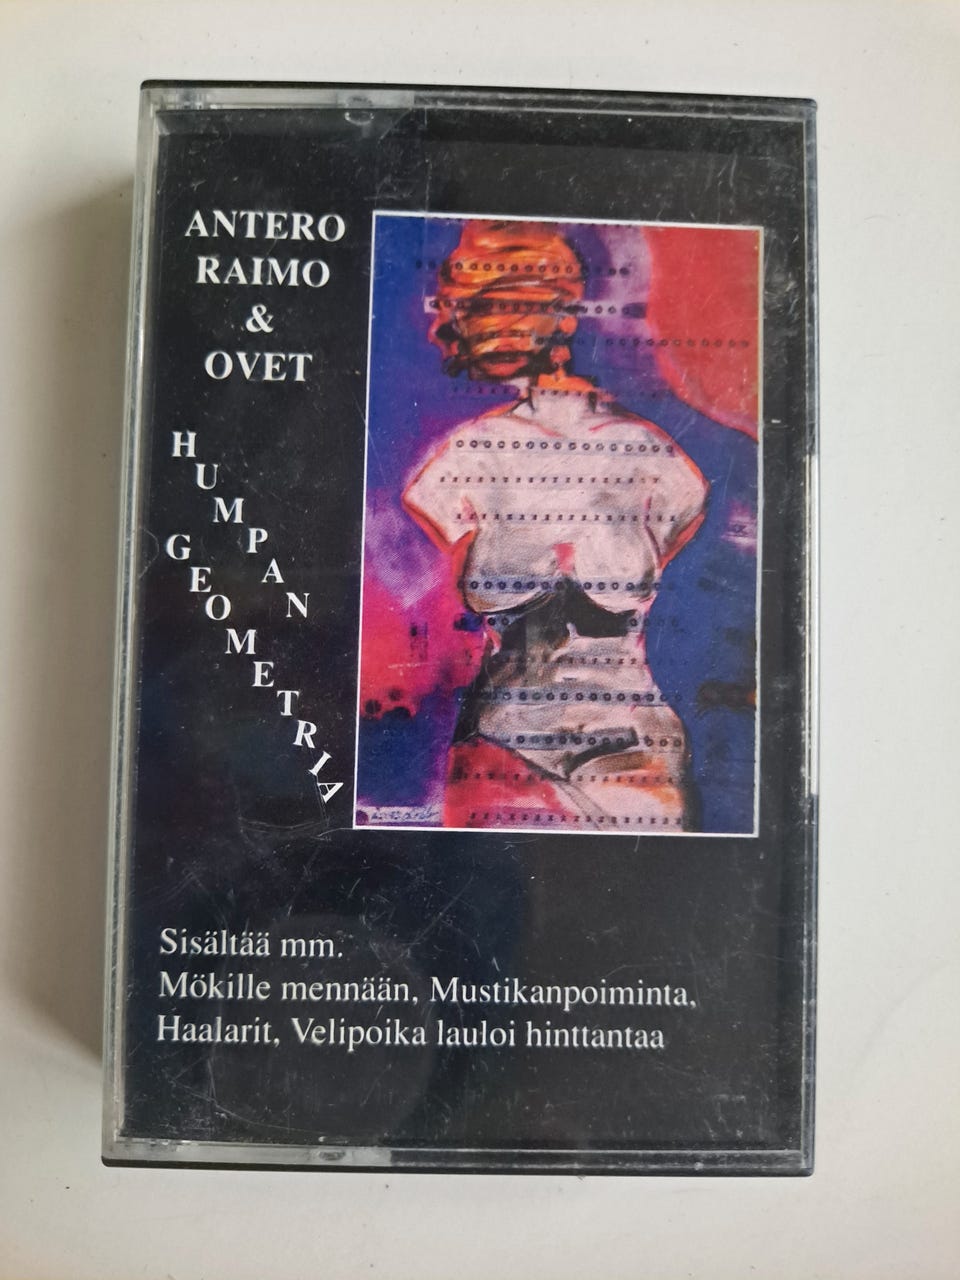 ANTERO
RAIMO
&
OVET
HUMPAN
GEOMETRIA
Sisältää mm.
Mökille mennään, Mustikanpoiminta,
Haalarit, Velipoika lauloi hinttantaa